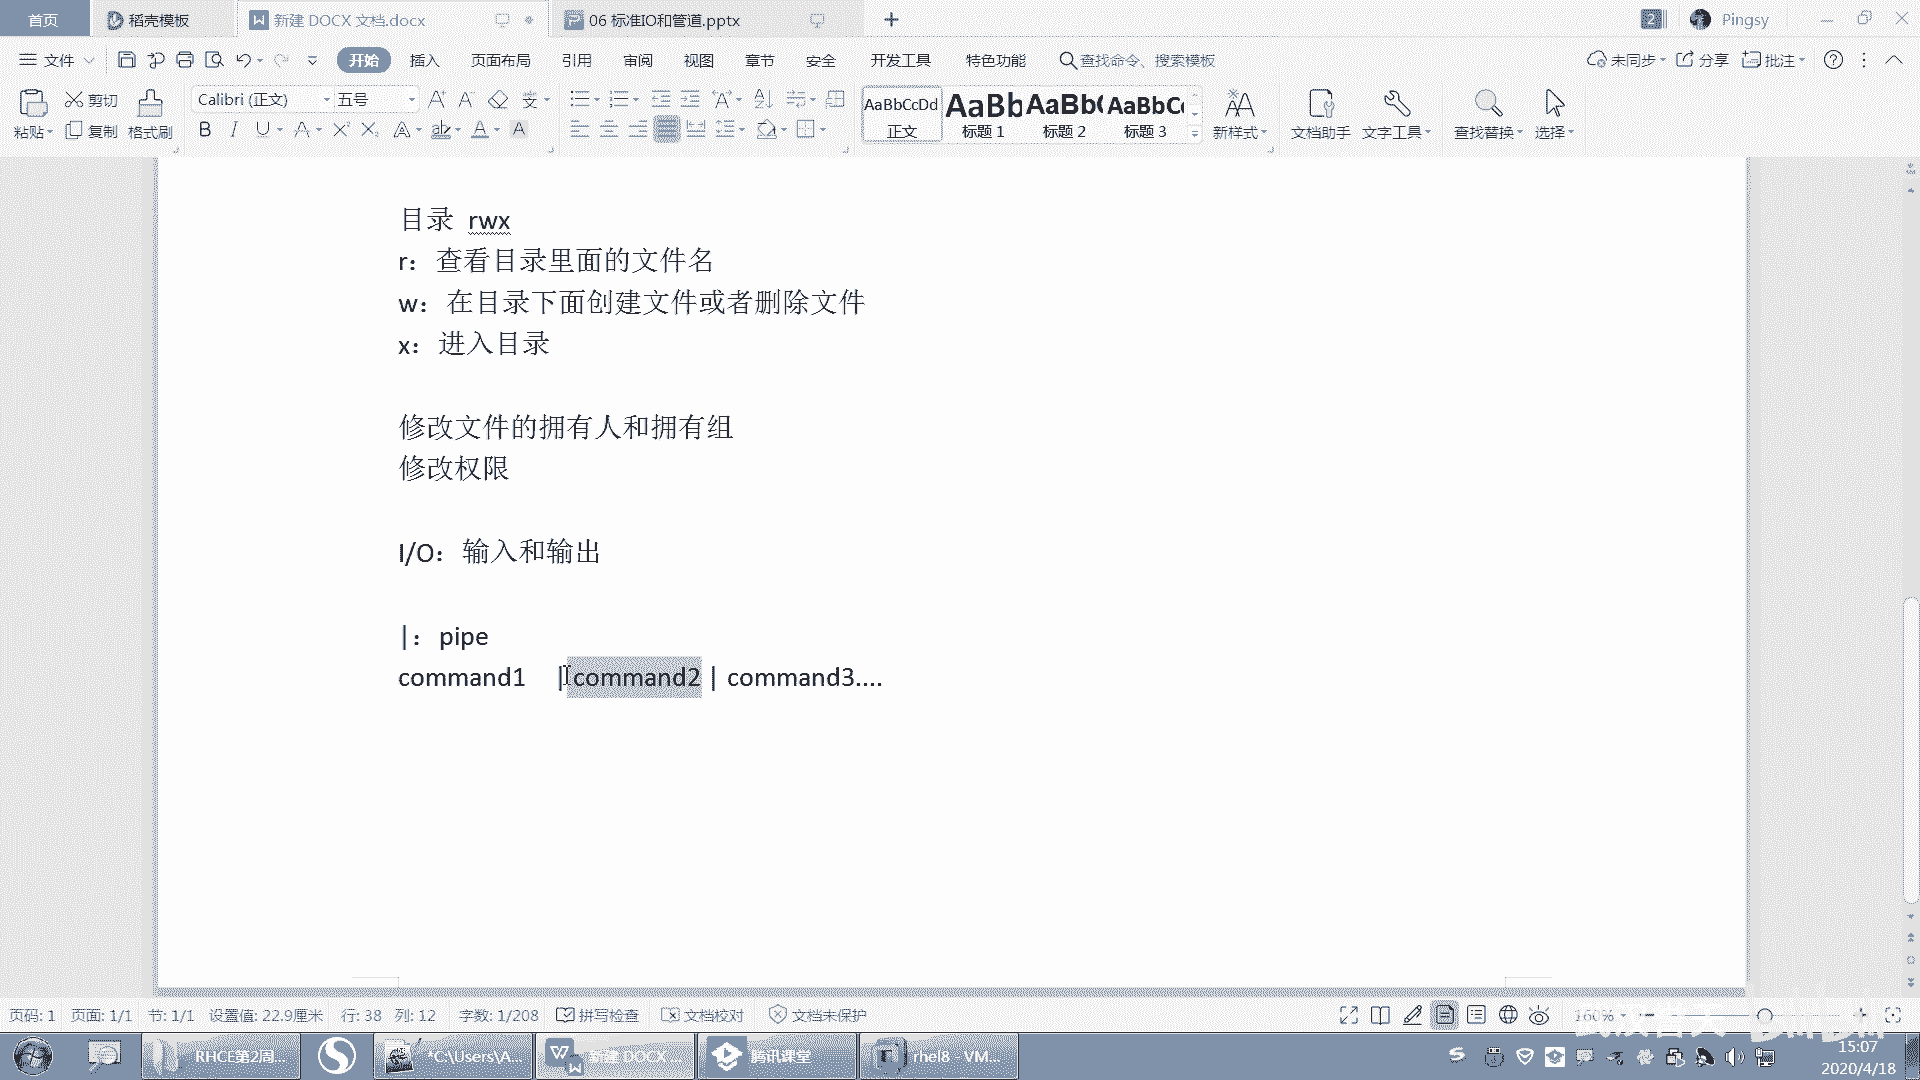 首页 稻壳模板 新建 DOCX 文档.docx 06 标准IO和管道.pptx 2 Pingsy
文件 开始 插入 页面布局 引用 审阅 视图 章节 安全 开发工具 特色功能 查找命令、搜索模板 未同步 分享 批注
粘贴 剪切 复制 格式刷 Calibri (正文) 五号 AaBbCcDd 正文 标题 1 标题 2 标题 3 新样式 文档助手 文字工具 查找替换 选择
目录 rwx
r：查看目录里面的文件名
w：在目录下面创建文件或者删除文件
x：进入目录
修改文件的拥有人和拥有组
修改权限
I/O：输入和输出
|：pipe
command1 | command2 | command3....
页码: 1 页面: 1/1 节: 1/1 设置值: 22.9厘米 行: 38 列: 12 字数: 1/208 拼写检查 文档校对 文档未保护 160%
RHCE第2周... *C:\Users\A... 新建 DOCX ... 腾讯课堂 rhel8 - VM...
15:07
2020/4/18